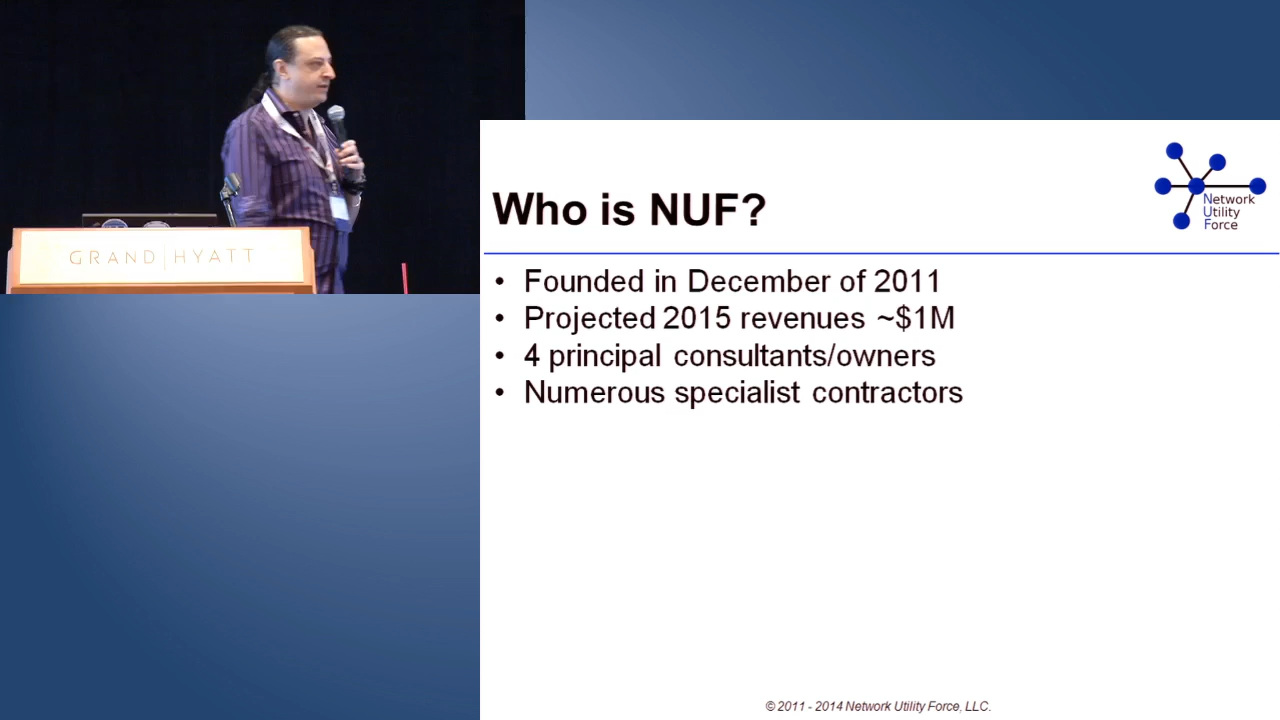 GRAND HYATT
Who is NUF?
Network
Utility
Force
• Founded in December of 2011
• Projected 2015 revenues ~$1M
• 4 principal consultants/owners
• Numerous specialist contractors
© 2011 - 2014 Network Utility Force, LLC.